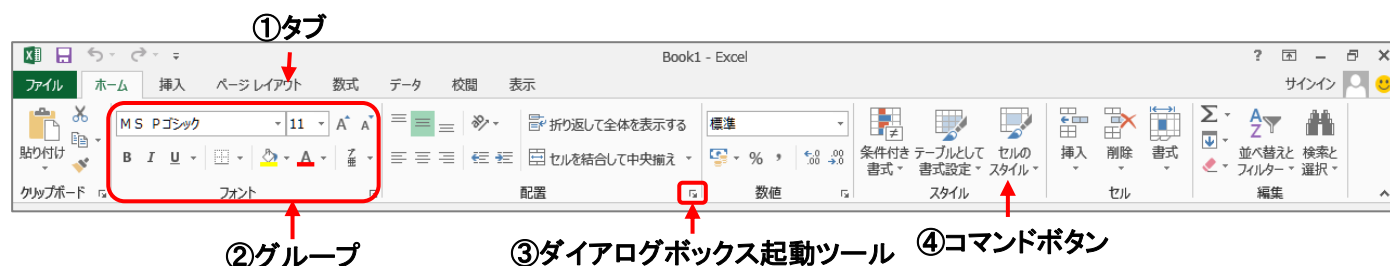 ①タブ
Book1 - Excel
ファイル ホーム 挿入 ページ レイアウト 数式 データ 校閲 表示 サインイン
ＭＳ Ｐゴシック 11 A A 折り返して全体を表示する 標準
貼り付け B I U A 亜 セルを結合して中央揃え % , 条件付き書式 テーブルとして書式設定 セルのスタイル 挿入 削除 書式 並べ替えとフィルター 検索と選択
クリップボード フォント 配置 数値 スタイル セル 編集
②グループ ③ダイアログボックス起動ツール ④コマンドボタン